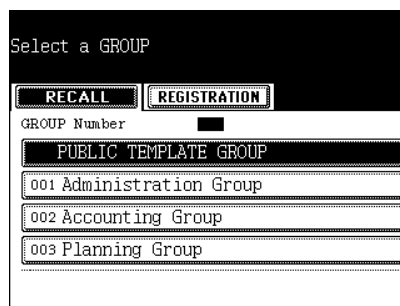 Select a GROUP
RECALL REGISTRATION
GROUP Number
PUBLIC TEMPLATE GROUP
001 Administration Group
002 Accounting Group
003 Planning Group